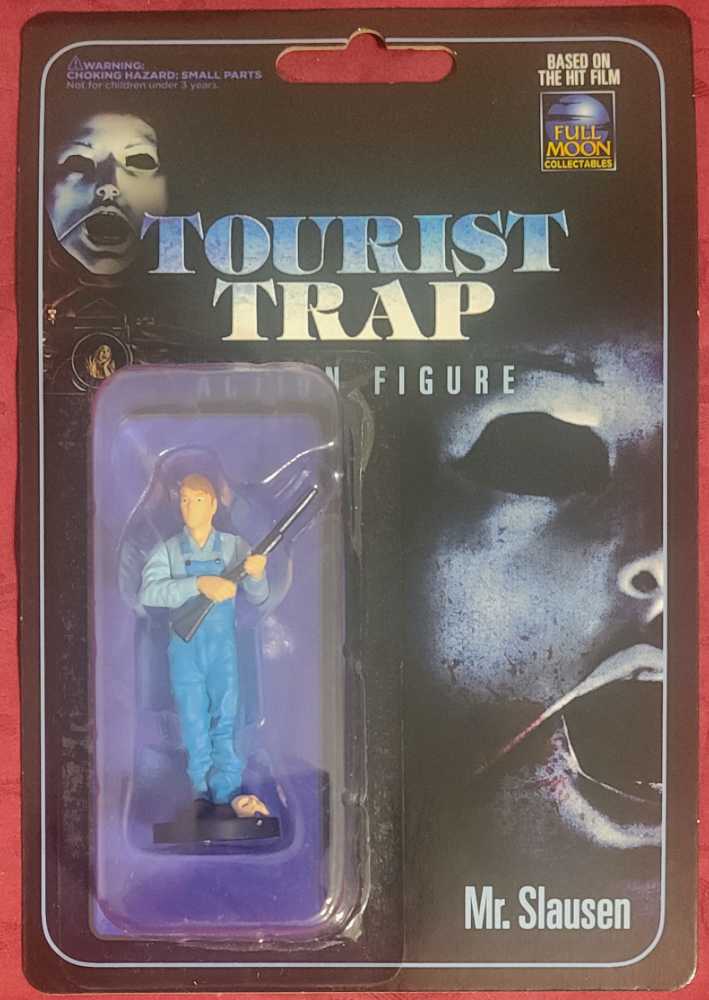 WARNING:
CHOKING HAZARD: SMALL PARTS
Not for children under 3 years.
BASED ON
THE HIT FILM
FULL
MOON
COLLECTABLES
TOURIST
TRAP
ACTION FIGURE
Mr. Slausen